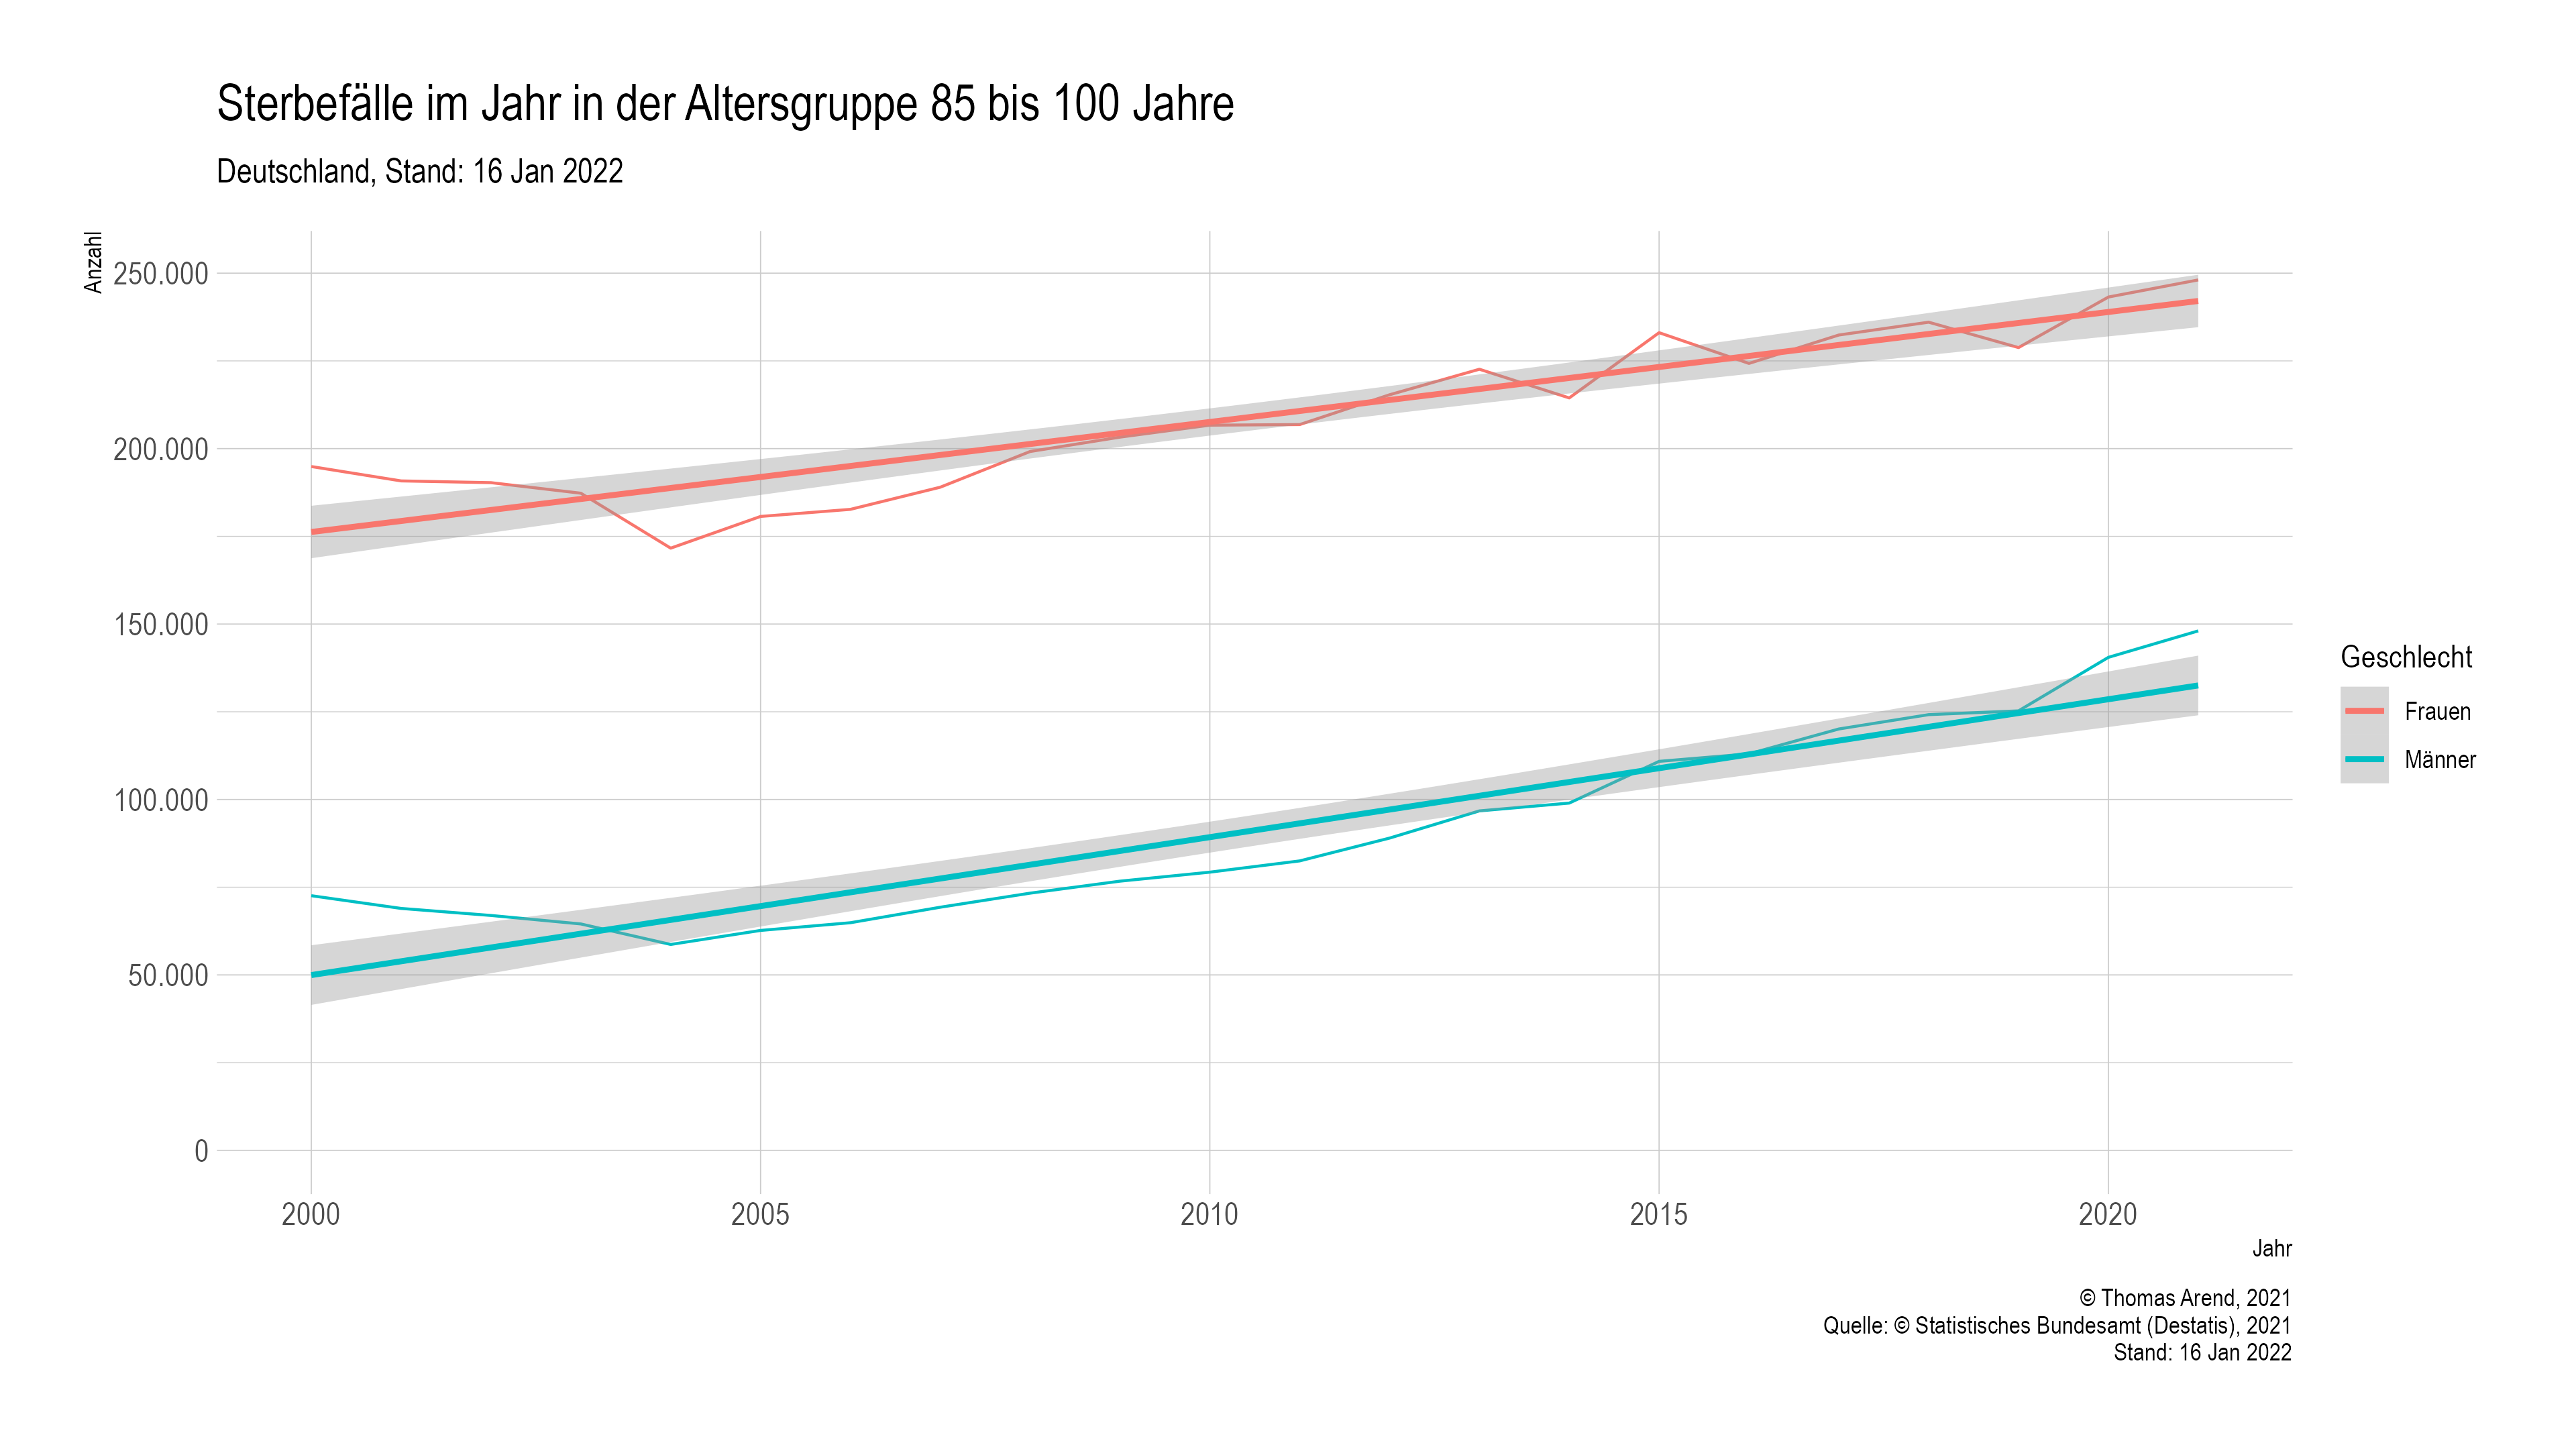 Sterbefälle im Jahr in der Altersgruppe 85 bis 100 Jahre
Deutschland, Stand: 16 Jan 2022
Anzahl
250.000
200.000
150.000
100.000
50.000
0
2000 2005 2010 2015 2020
Jahr
Geschlecht
Frauen
Männer
© Thomas Arend, 2021
Quelle: © Statistisches Bundesamt (Destatis), 2021
Stand: 16 Jan 2022